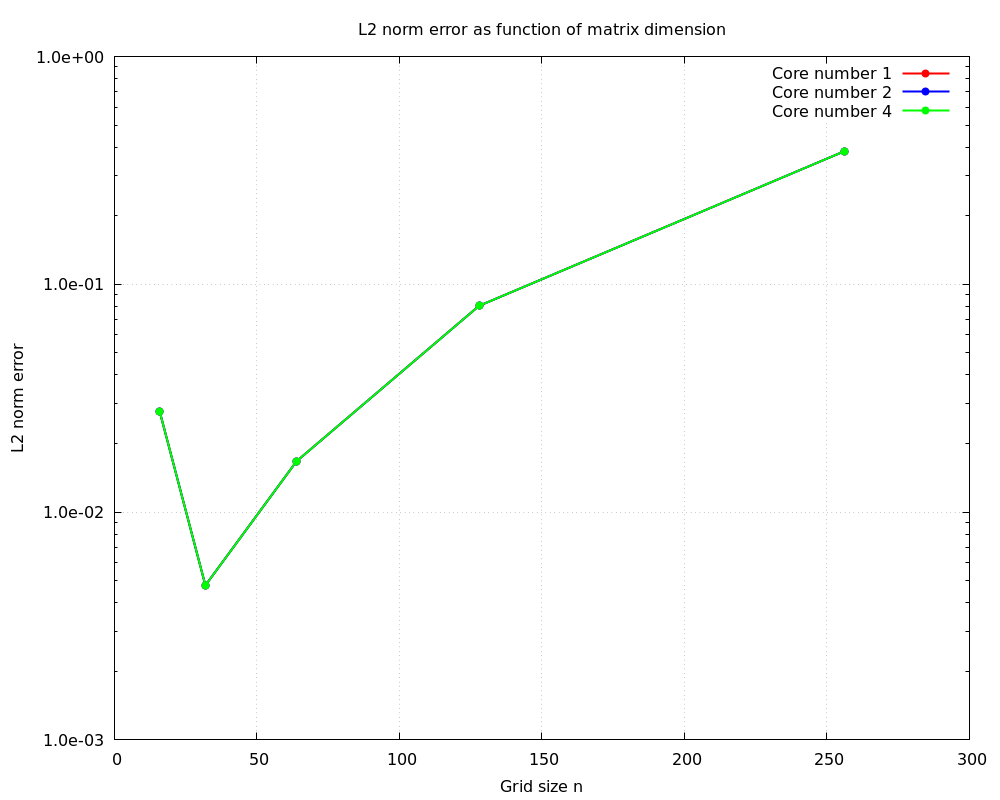 L2 norm error as function of matrix dimension
1.0e+00
Core number 1
Core number 2
Core number 4
1.0e-01
L2 norm error
1.0e-02
1.0e-03
0 50 100 150 200 250 300
Grid size n